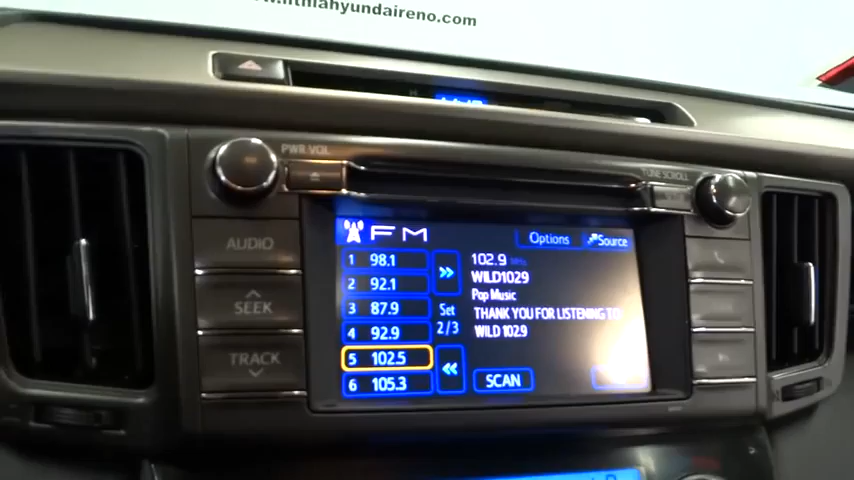 www.lithiahyundaireno.com
PWR·VOL
TUNE·SCROLL
FM
Options
Source
1 98.1
2 92.1
3 87.9
4 92.9
5 102.5
6 105.3
Set
2/3
102.9 MHz
WILD1029
Pop Music
THANK YOU FOR LISTENING TO
WILD 102.9
SCAN
AUDIO
SEEK
TRACK